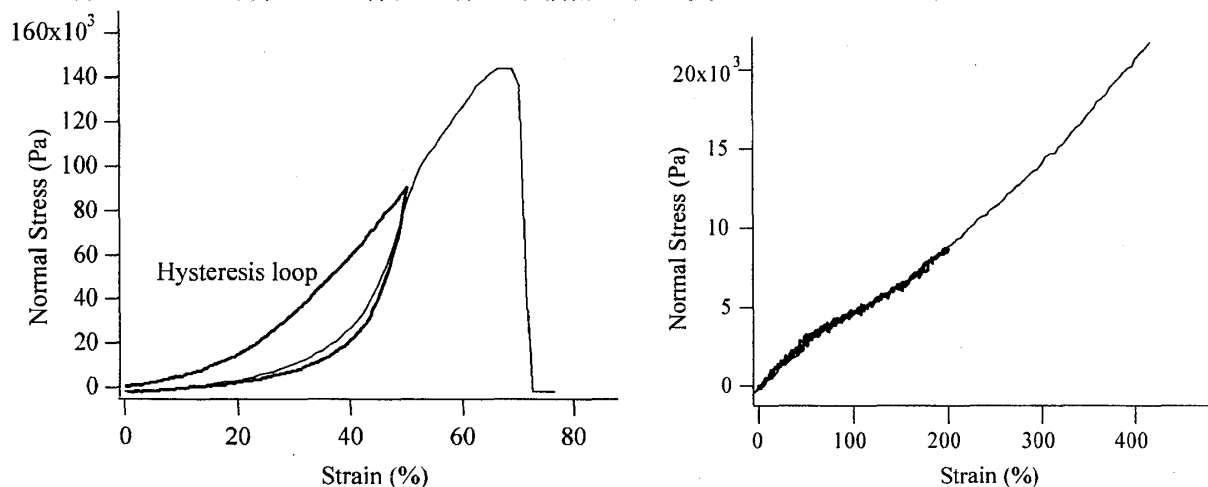 160x10³
140
120
100
80
60
40
20
0
Normal Stress (Pa)
Hysteresis loop
0 20 40 60 80
Strain (%)
20x10³
15
10
5
0
Normal Stress (Pa)
0 100 200 300 400
Strain (%)